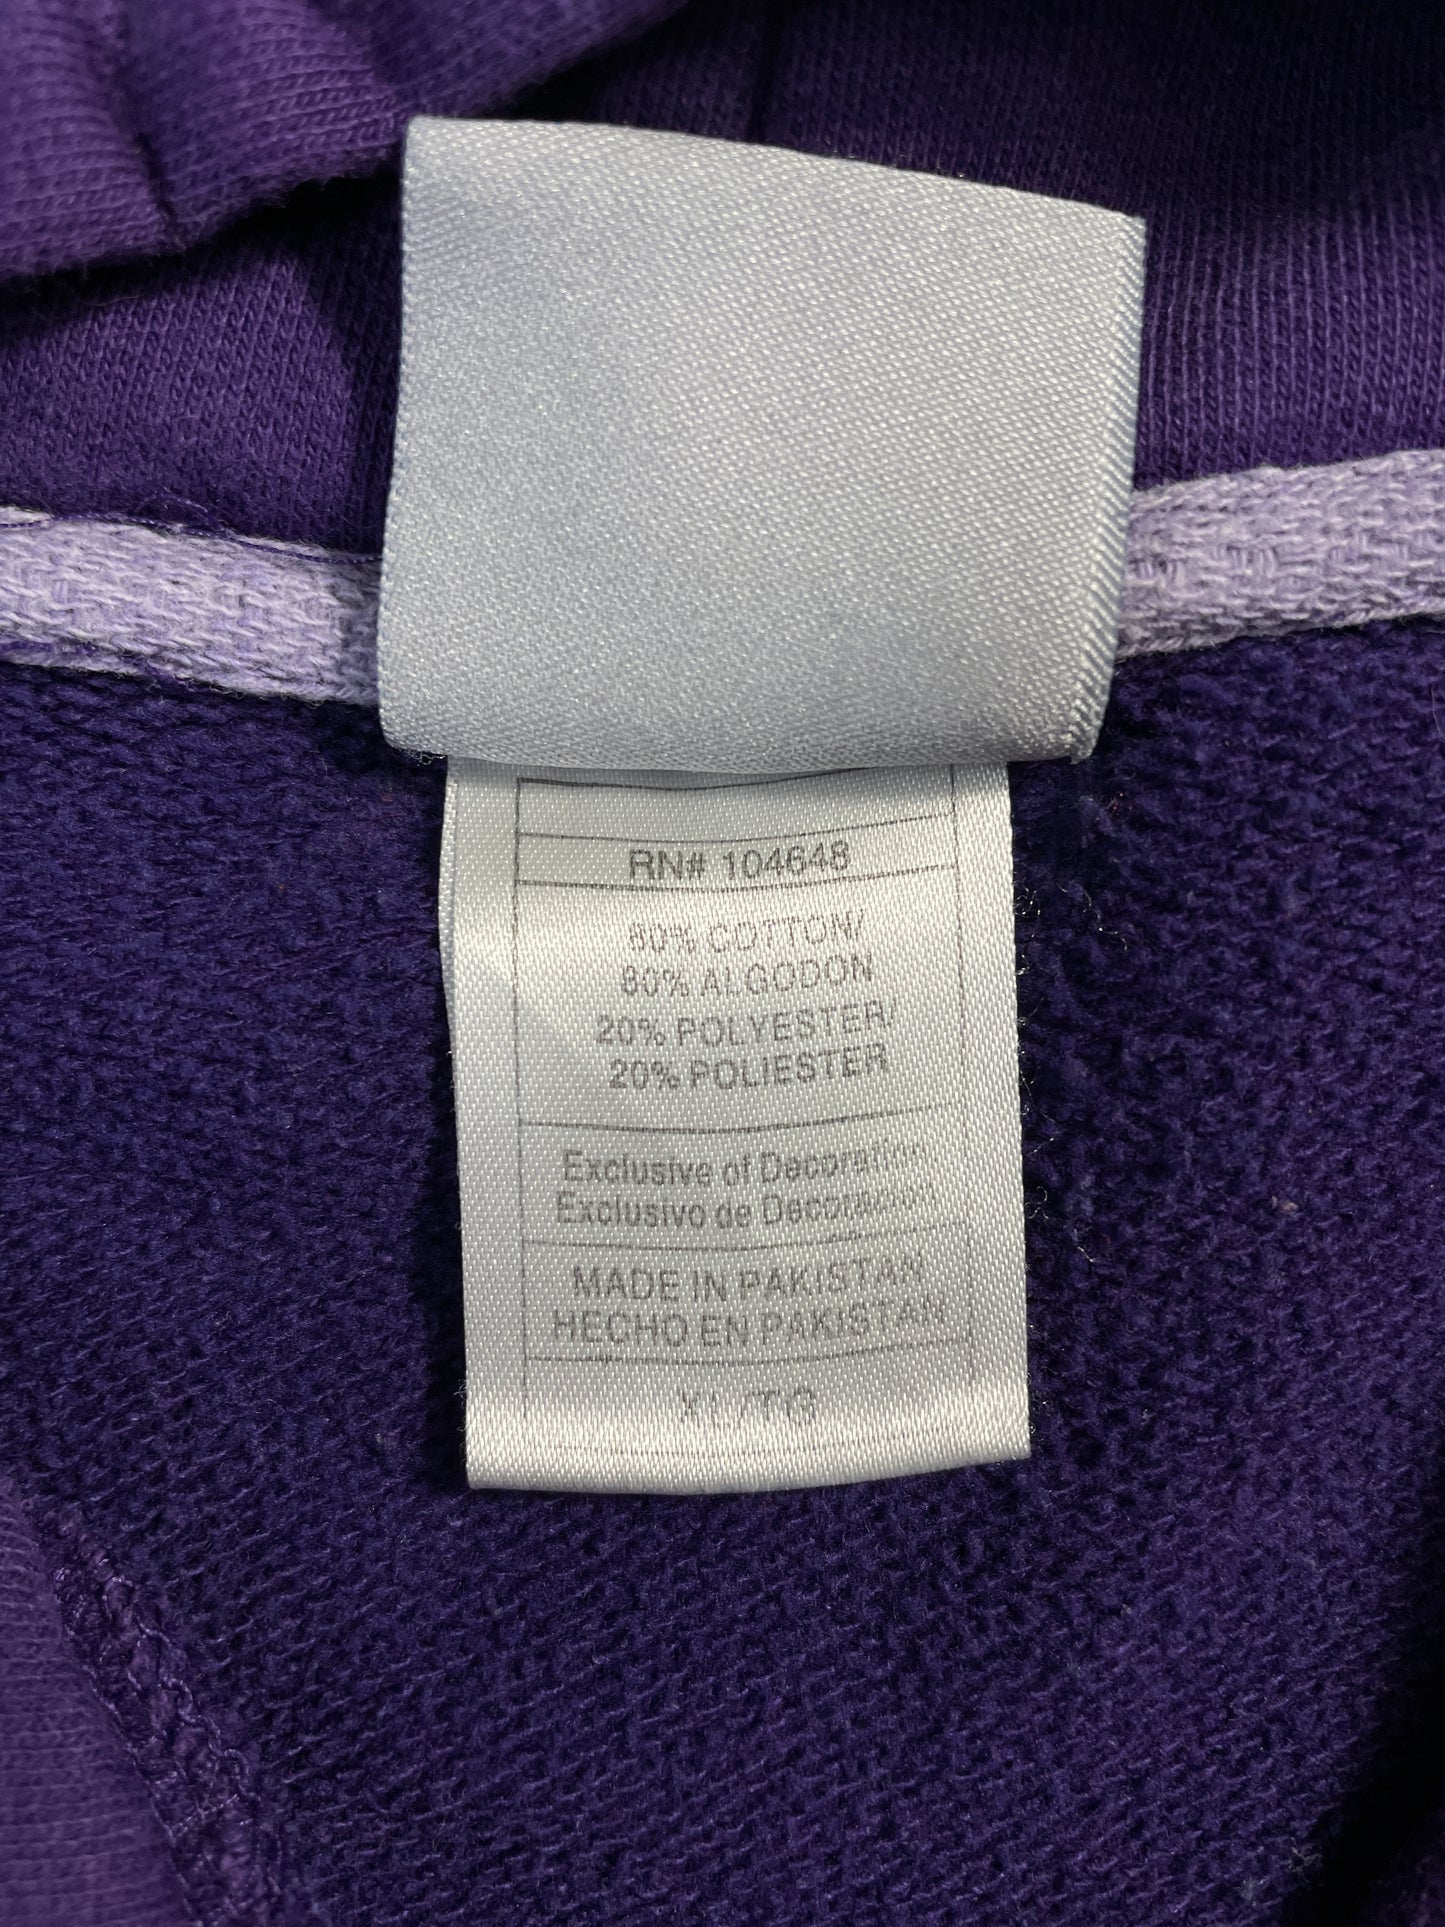 RN# 104648
80% COTTON/
80% ALGODON
20% POLYESTER/
20% POLIESTER
Exclusive of Decoration
Exclusivo de Decoracion
MADE IN PAKISTAN
HECHO EN PAKISTAN
XL/TG